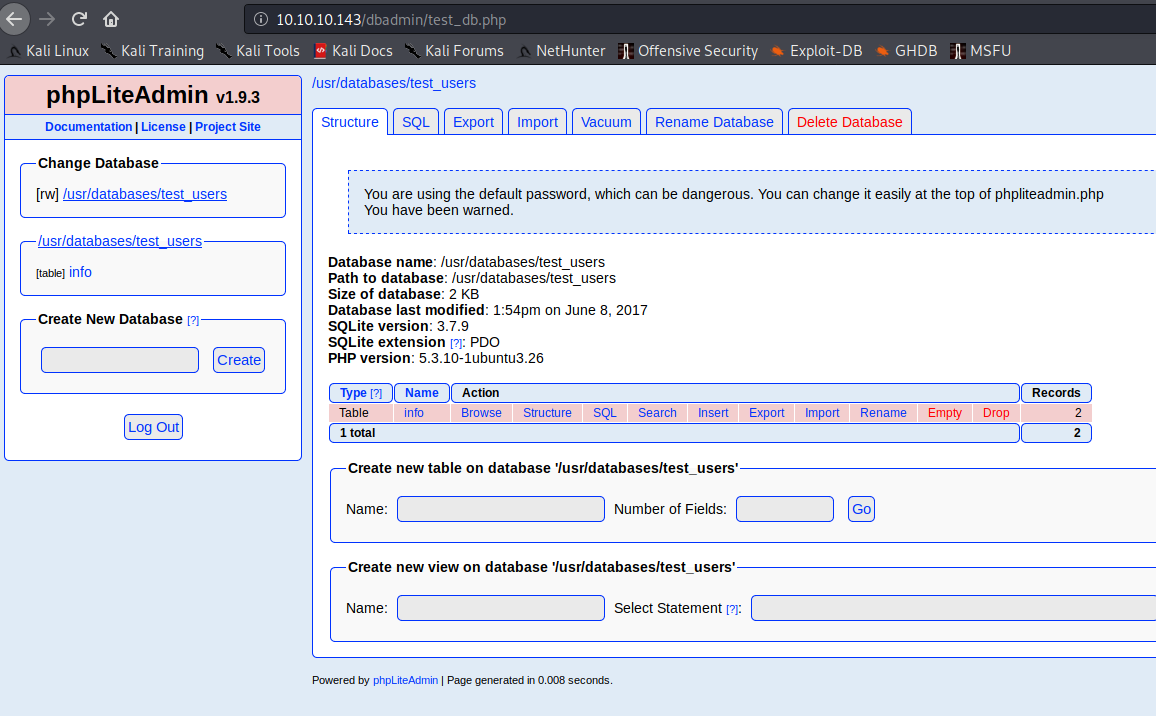 10.10.10.143/dbadmin/test_db.php
Kali Linux Kali Training Kali Tools Kali Docs Kali Forums NetHunter Offensive Security Exploit-DB GHDB MSFU
phpLiteAdmin v1.9.3
Documentation | License | Project Site
Change Database
[rw] /usr/databases/test_users
/usr/databases/test_users
[table] info
Create New Database [?]
Create
Log Out
/usr/databases/test_users
Structure SQL Export Import Vacuum Rename Database Delete Database
You are using the default password, which can be dangerous. You can change it easily at the top of phpliteadmin.php
You have been warned.
Database name: /usr/databases/test_users
Path to database: /usr/databases/test_users
Size of database: 2 KB
Database last modified: 1:54pm on June 8, 2017
SQLite version: 3.7.9
SQLite extension [?]: PDO
PHP version: 5.3.10-1ubuntu3.26
Type [?] Name Action Records
Table info Browse Structure SQL Search Insert Export Import Rename Empty Drop 2
1 total 2
Create new table on database '/usr/databases/test_users'
Name: Number of Fields: Go
Create new view on database '/usr/databases/test_users'
Name: Select Statement [?]:
Powered by phpLiteAdmin | Page generated in 0.008 seconds.